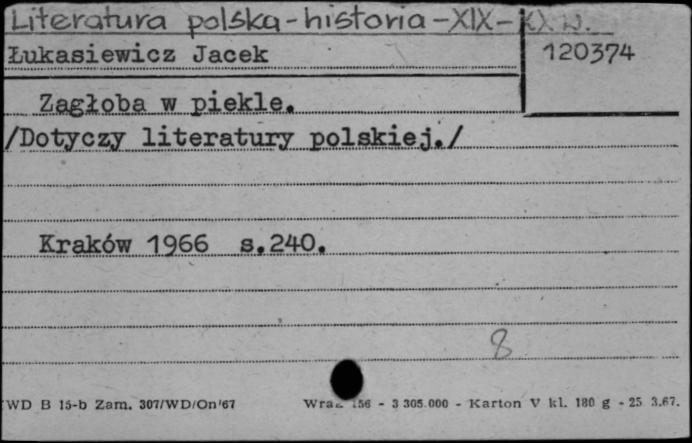 Literatura polska - historia - XIX - XX w.
Łukasiewicz Jacek
120374
Zagłoba w piekle.
/Dotyczy literatury polskiej./
Kraków 1966 s.240.
8
WD B 15-b Zam. 307/WD/On/67
156 - 3 305.000 - Karton V kl. 180 g - 25 3.67.